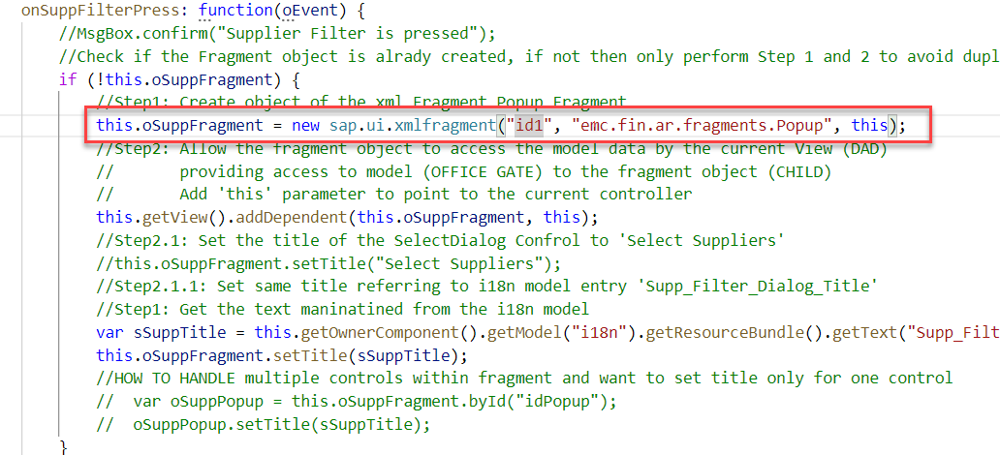 onSuppFilterPress: function(oEvent) {
//MsgBox.confirm("Supplier Filter is pressed");
//Check if the Fragment object is alrady created, if not then only perform Step 1 and 2 to avoid dupl
if (!this.oSuppFragment) {
//Step1: Create object of the xml Fragment Popup Fragment
this.oSuppFragment = new sap.ui.xmlfragment("id1", "emc.fin.ar.fragments.Popup", this);
//Step2: Allow the fragment object to access the model data by the current View (DAD)
// providing access to model (OFFICE GATE) to the fragment object (CHILD)
// Add 'this' parameter to point to the current controller
this.getView().addDependent(this.oSuppFragment, this);
//Step2.1: Set the title of the SelectDialog Confrol to 'Select Suppliers'
//this.oSuppFragment.setTitle("Select Suppliers");
//Step2.1.1: Set same title referring to i18n model entry 'Supp_Filter_Dialog_Title'
//Step1: Get the text maninatined from the i18n model
var sSuppTitle = this.getOwnerComponent().getModel("i18n").getResourceBundle().getText("Supp_Filt
this.oSuppFragment.setTitle(sSuppTitle);
//HOW TO HANDLE multiple controls within fragment and want to set title only for one control
// var oSuppPopup = this.oSuppFragment.byId("idPopup");
// oSuppPopup.setTitle(sSuppTitle);
}